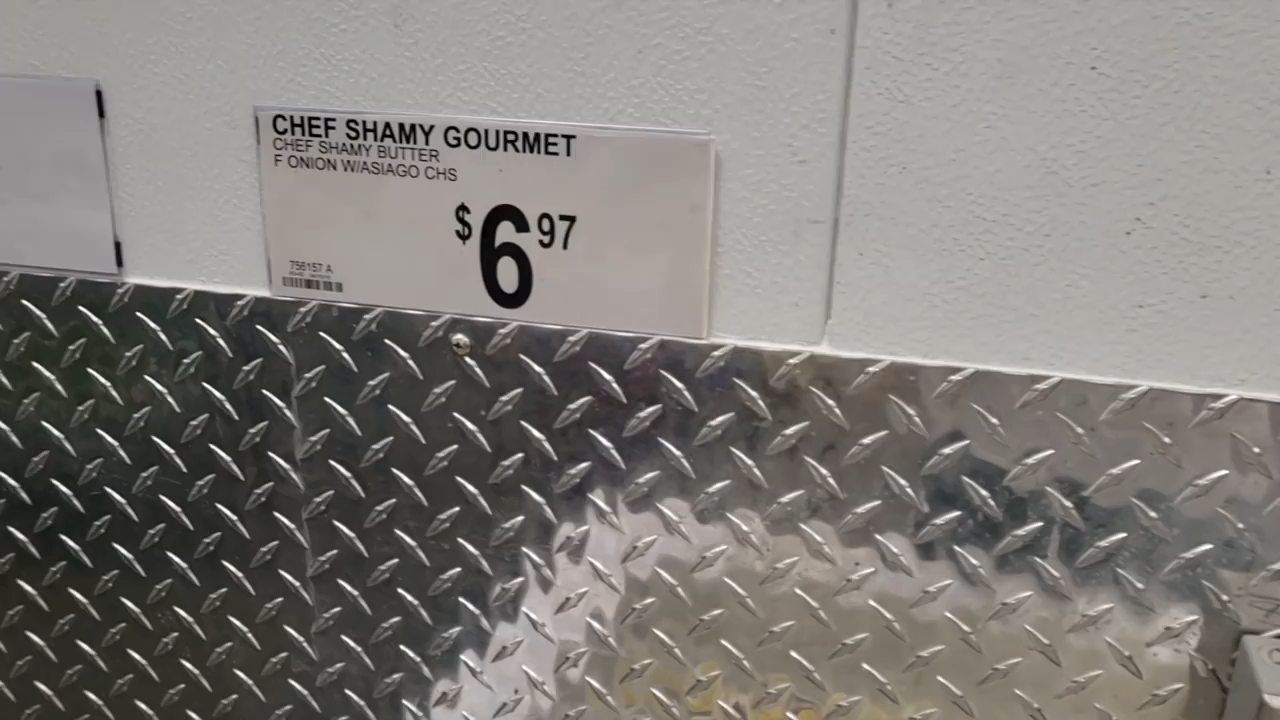 CHEF SHAMY GOURMET
CHEF SHAMY BUTTER
F ONION W/ASIAGO CHS
$6 97
756157 A